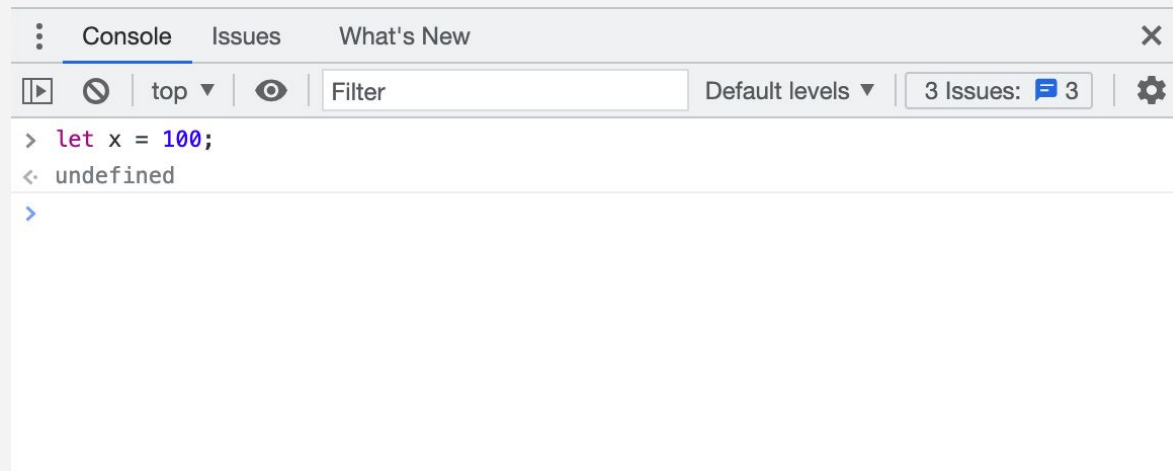 Console Issues What's New
top Filter Default levels 3 Issues: 3
> let x = 100;
undefined
>